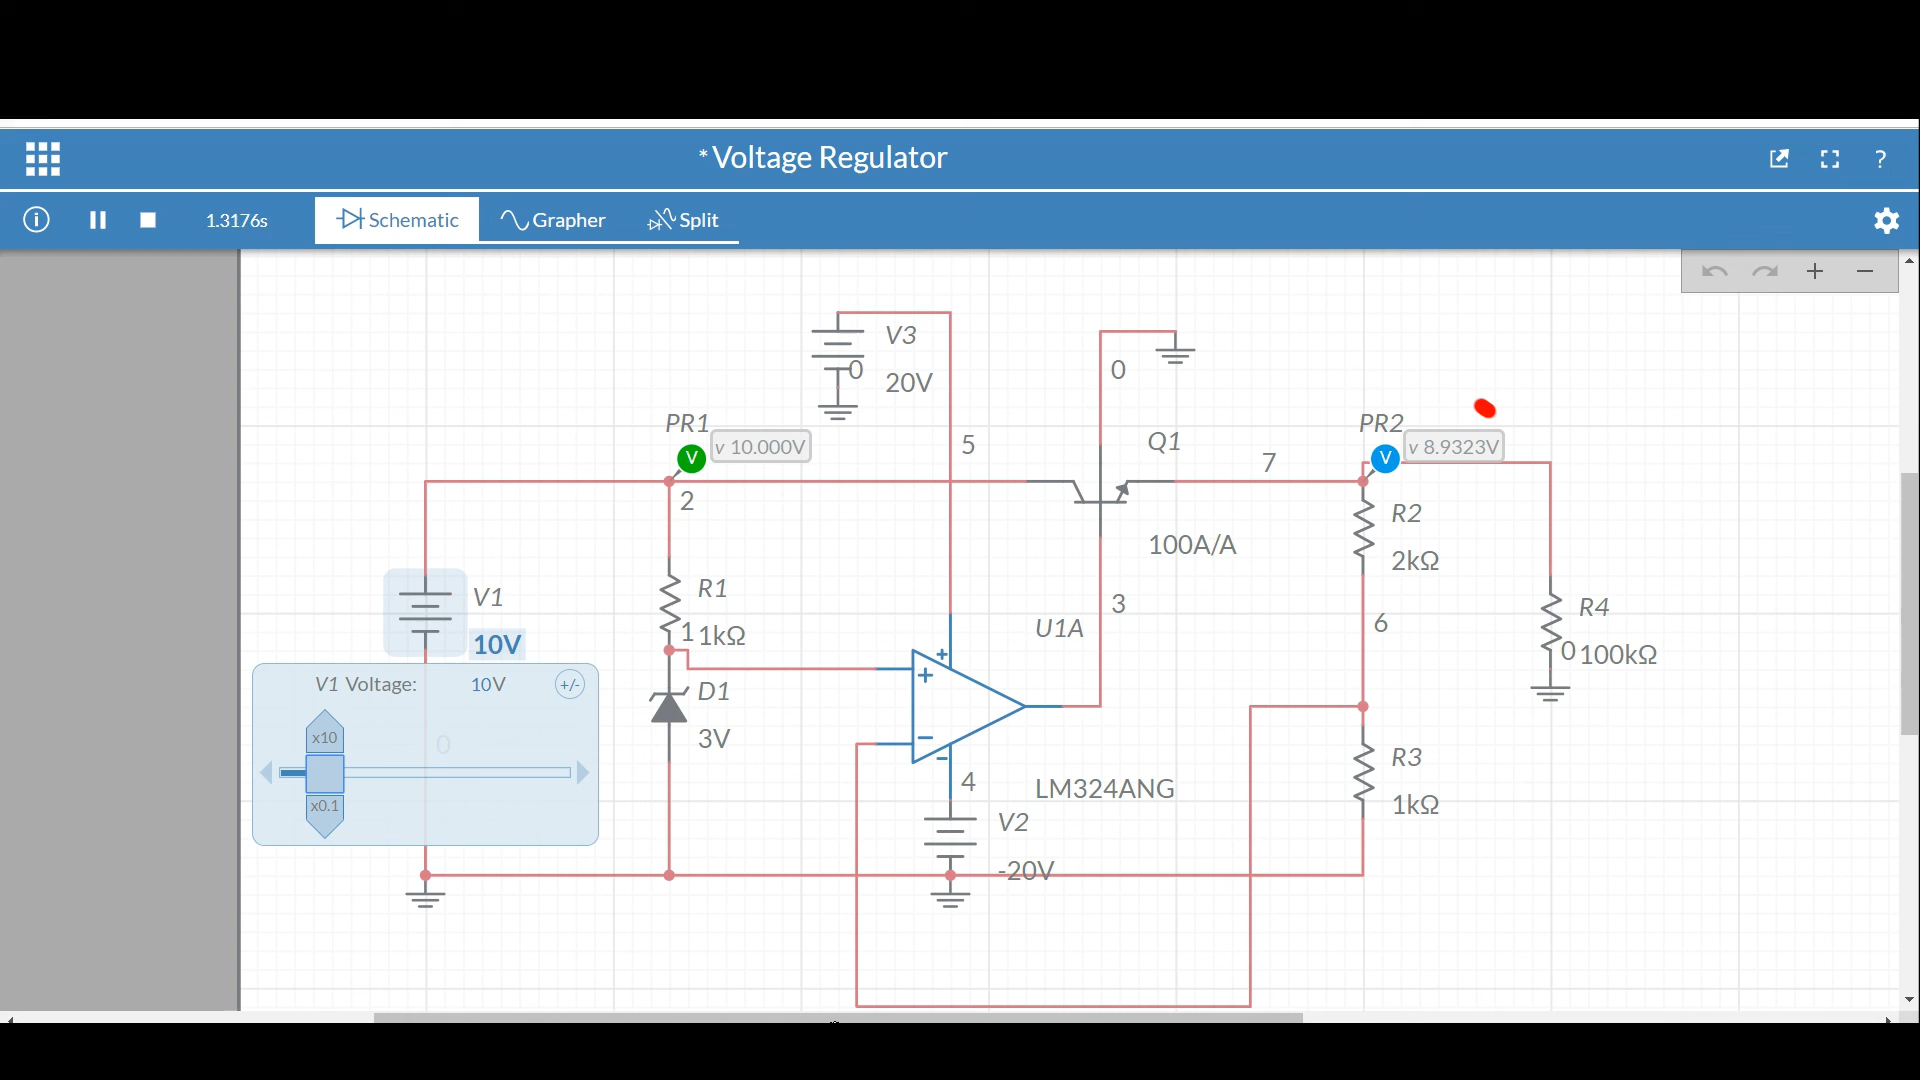 *Voltage Regulator
?
1.3176s
Schematic
Grapher
Split
V3
0
20V
0
PR1
V
v 10.000V
5
Q1
7
PR2
V
v 8.9323V
2
R2
100A/A
2kΩ
V1
R1
3
10V
1
1kΩ
U1A
6
R4
0
100kΩ
V1 Voltage:
10V
+/-
D1
x10
0
3V
x0.1
4
LM324ANG
R3
1kΩ
V2
-20V